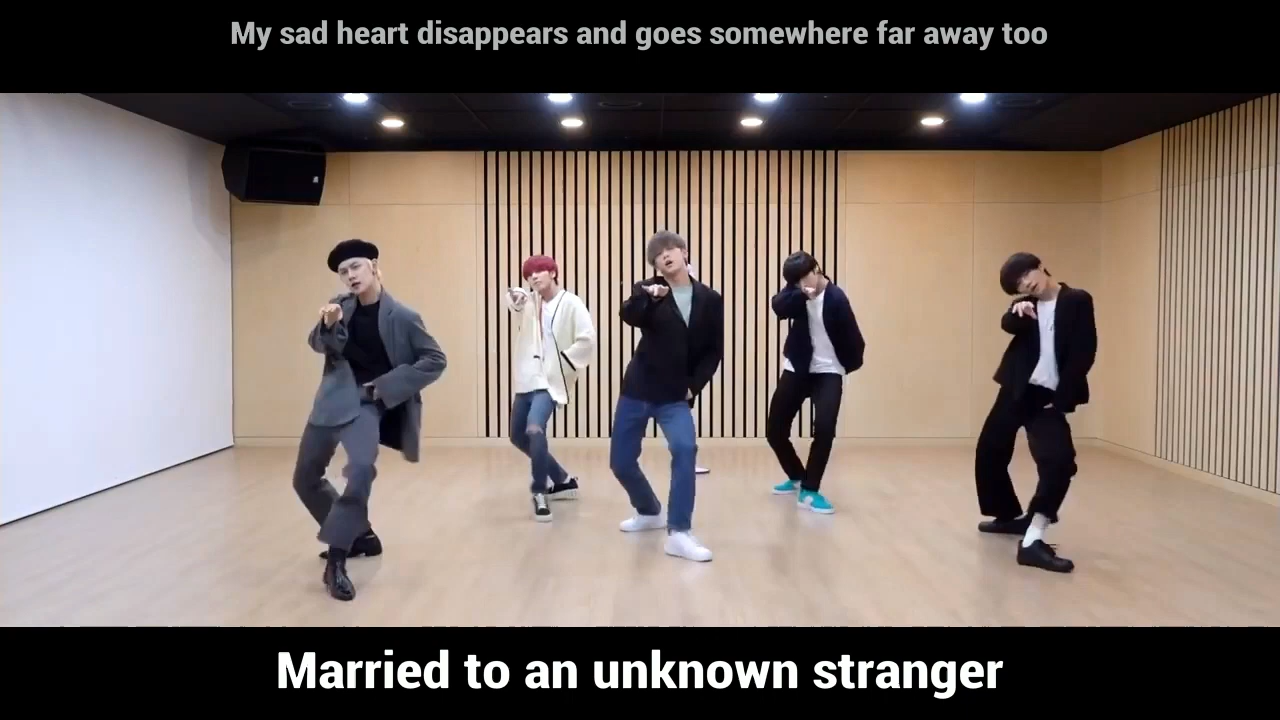 My sad heart disappears and goes somewhere far away too
Married to an unknown stranger